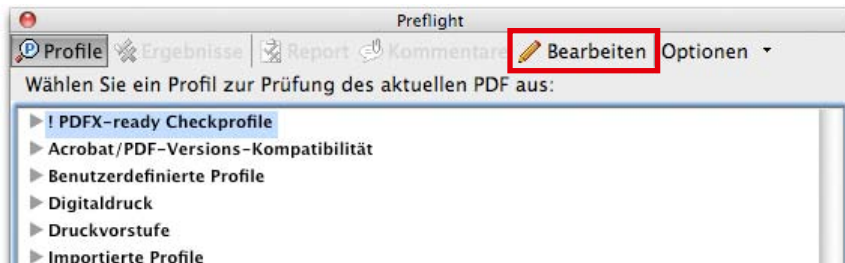 Preflight
Profile Ergebnisse Report Kommentare Bearbeiten Optionen
Wählen Sie ein Profil zur Prüfung des aktuellen PDF aus:
! PDFX-ready Checkprofile
Acrobat/PDF-Versions-Kompatibilität
Benutzerdefinierte Profile
Digitaldruck
Druckvorstufe
Importierte Profile